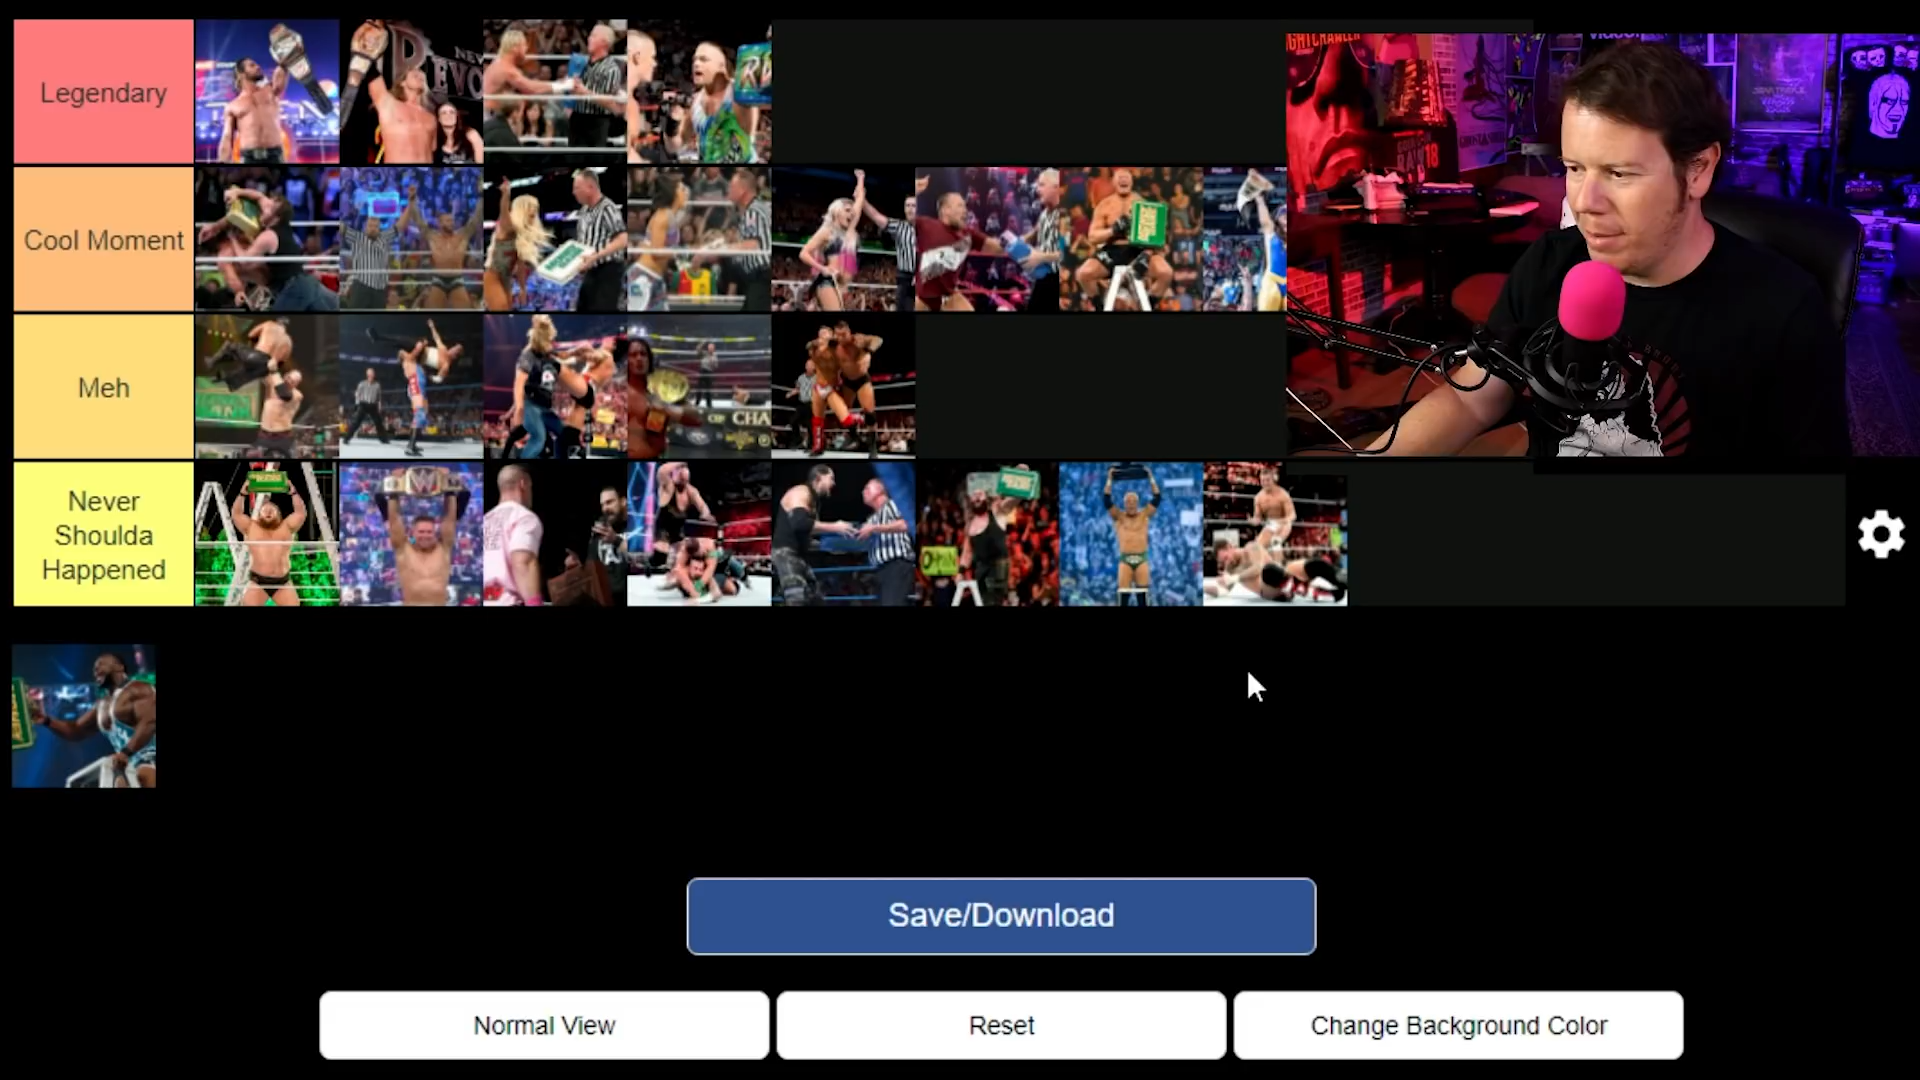 Legendary
Cool Moment
Meh
Never
Shoulda
Happened
Save/Download
Normal View
Reset
Change Background Color